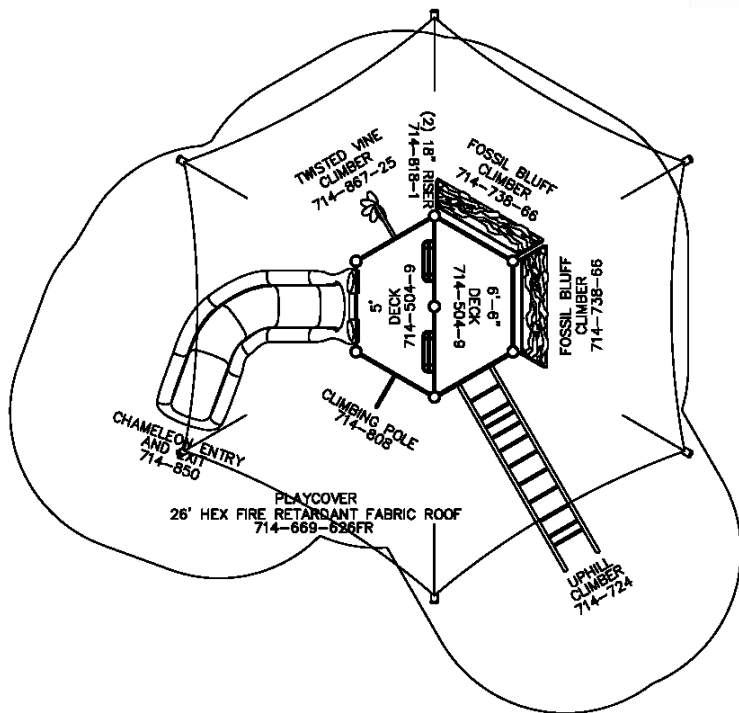 TWISTED VINE
CLIMBER
714-867-25
(2) 18" RISER
714-818-1
FOSSIL BLUFF
CLIMBER
714-738-66
5'
DECK
714-504-9
6'-6"
DECK
714-504-9
FOSSIL BLUFF
CLIMBER
714-738-66
CLIMBING POLE
714-808
CHAMELEON ENTRY
AND EXIT
714-850
PLAYCOVER
26' HEX FIRE RETARDANT FABRIC ROOF
714-669-626FR
UPHILL
CLIMBER
714-724